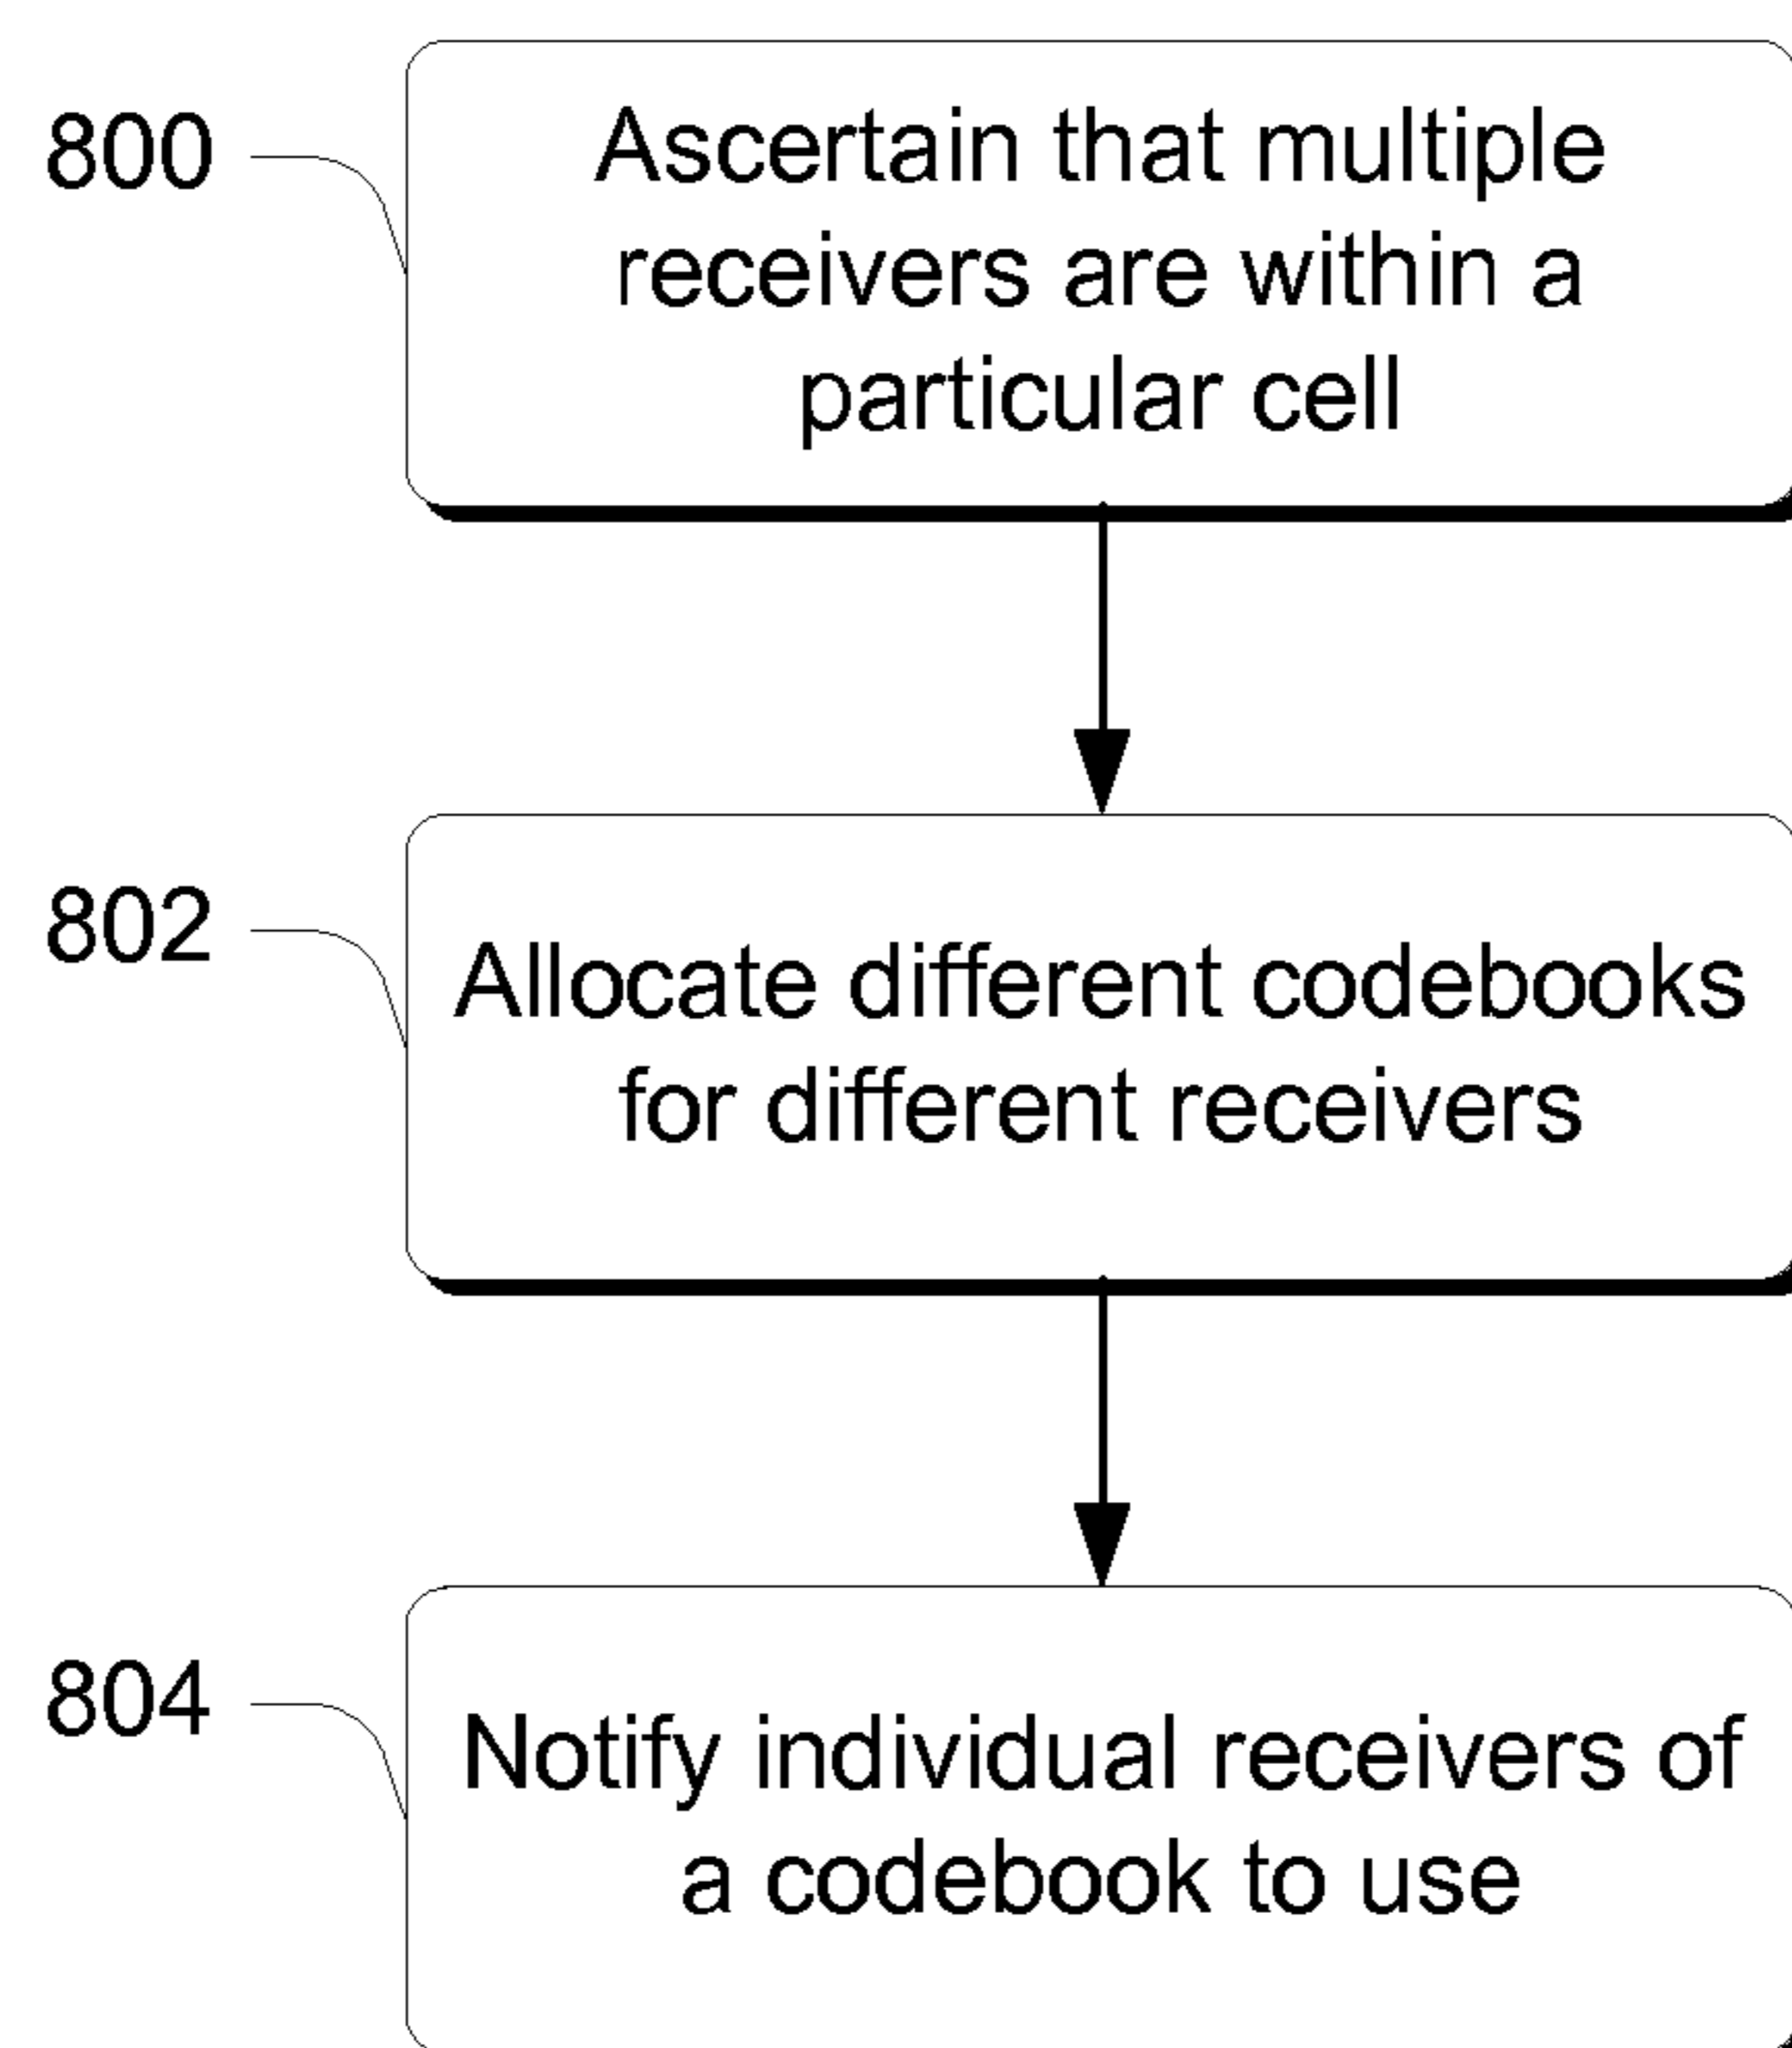 800
Ascertain that multiple
receivers are within a
particular cell
802
Allocate different codebooks
for different receivers
804
Notify individual receivers of
a codebook to use